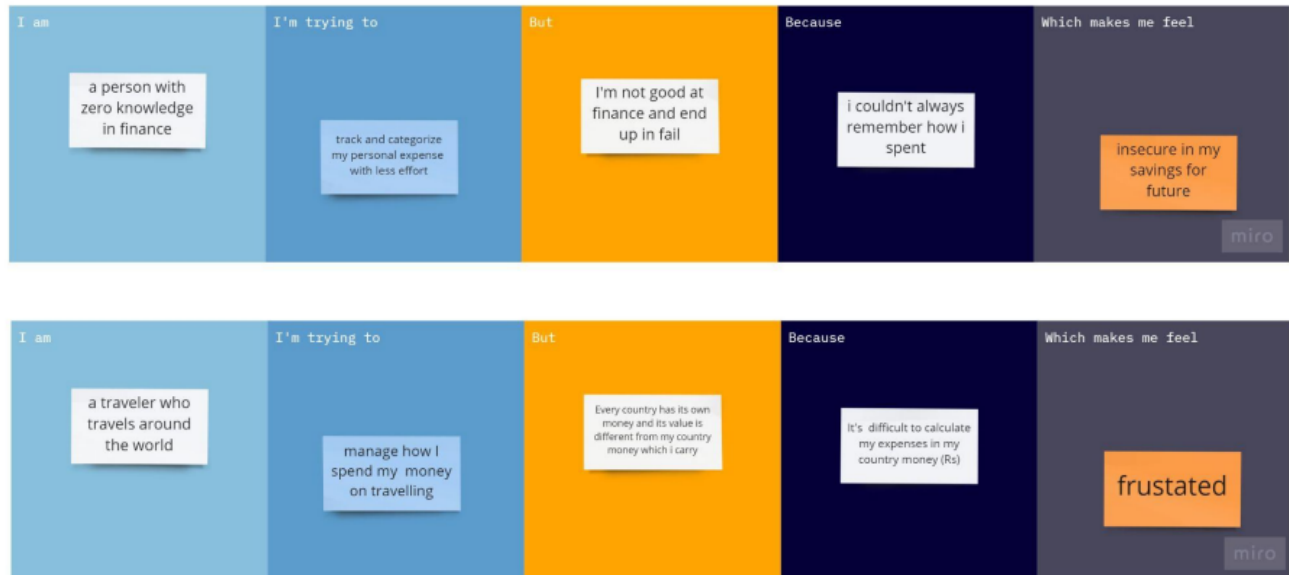 I am
a person with
zero knowledge
in finance
I'm trying to
track and categorize
my personal expense
with less effort
But
I'm not good at
finance and end
up in fail
Because
i couldn't always
remember how i
spent
Which makes me feel
insecure in my
savings for
future
miro
I am
a traveler who
travels around
the world
I'm trying to
manage how I
spend my money
on travelling
But
Every country has its own
money and its value is
different from my country
money which i carry
Because
It's difficult to calculate
my expenses in my
country money (Rs)
Which makes me feel
frustated
miro